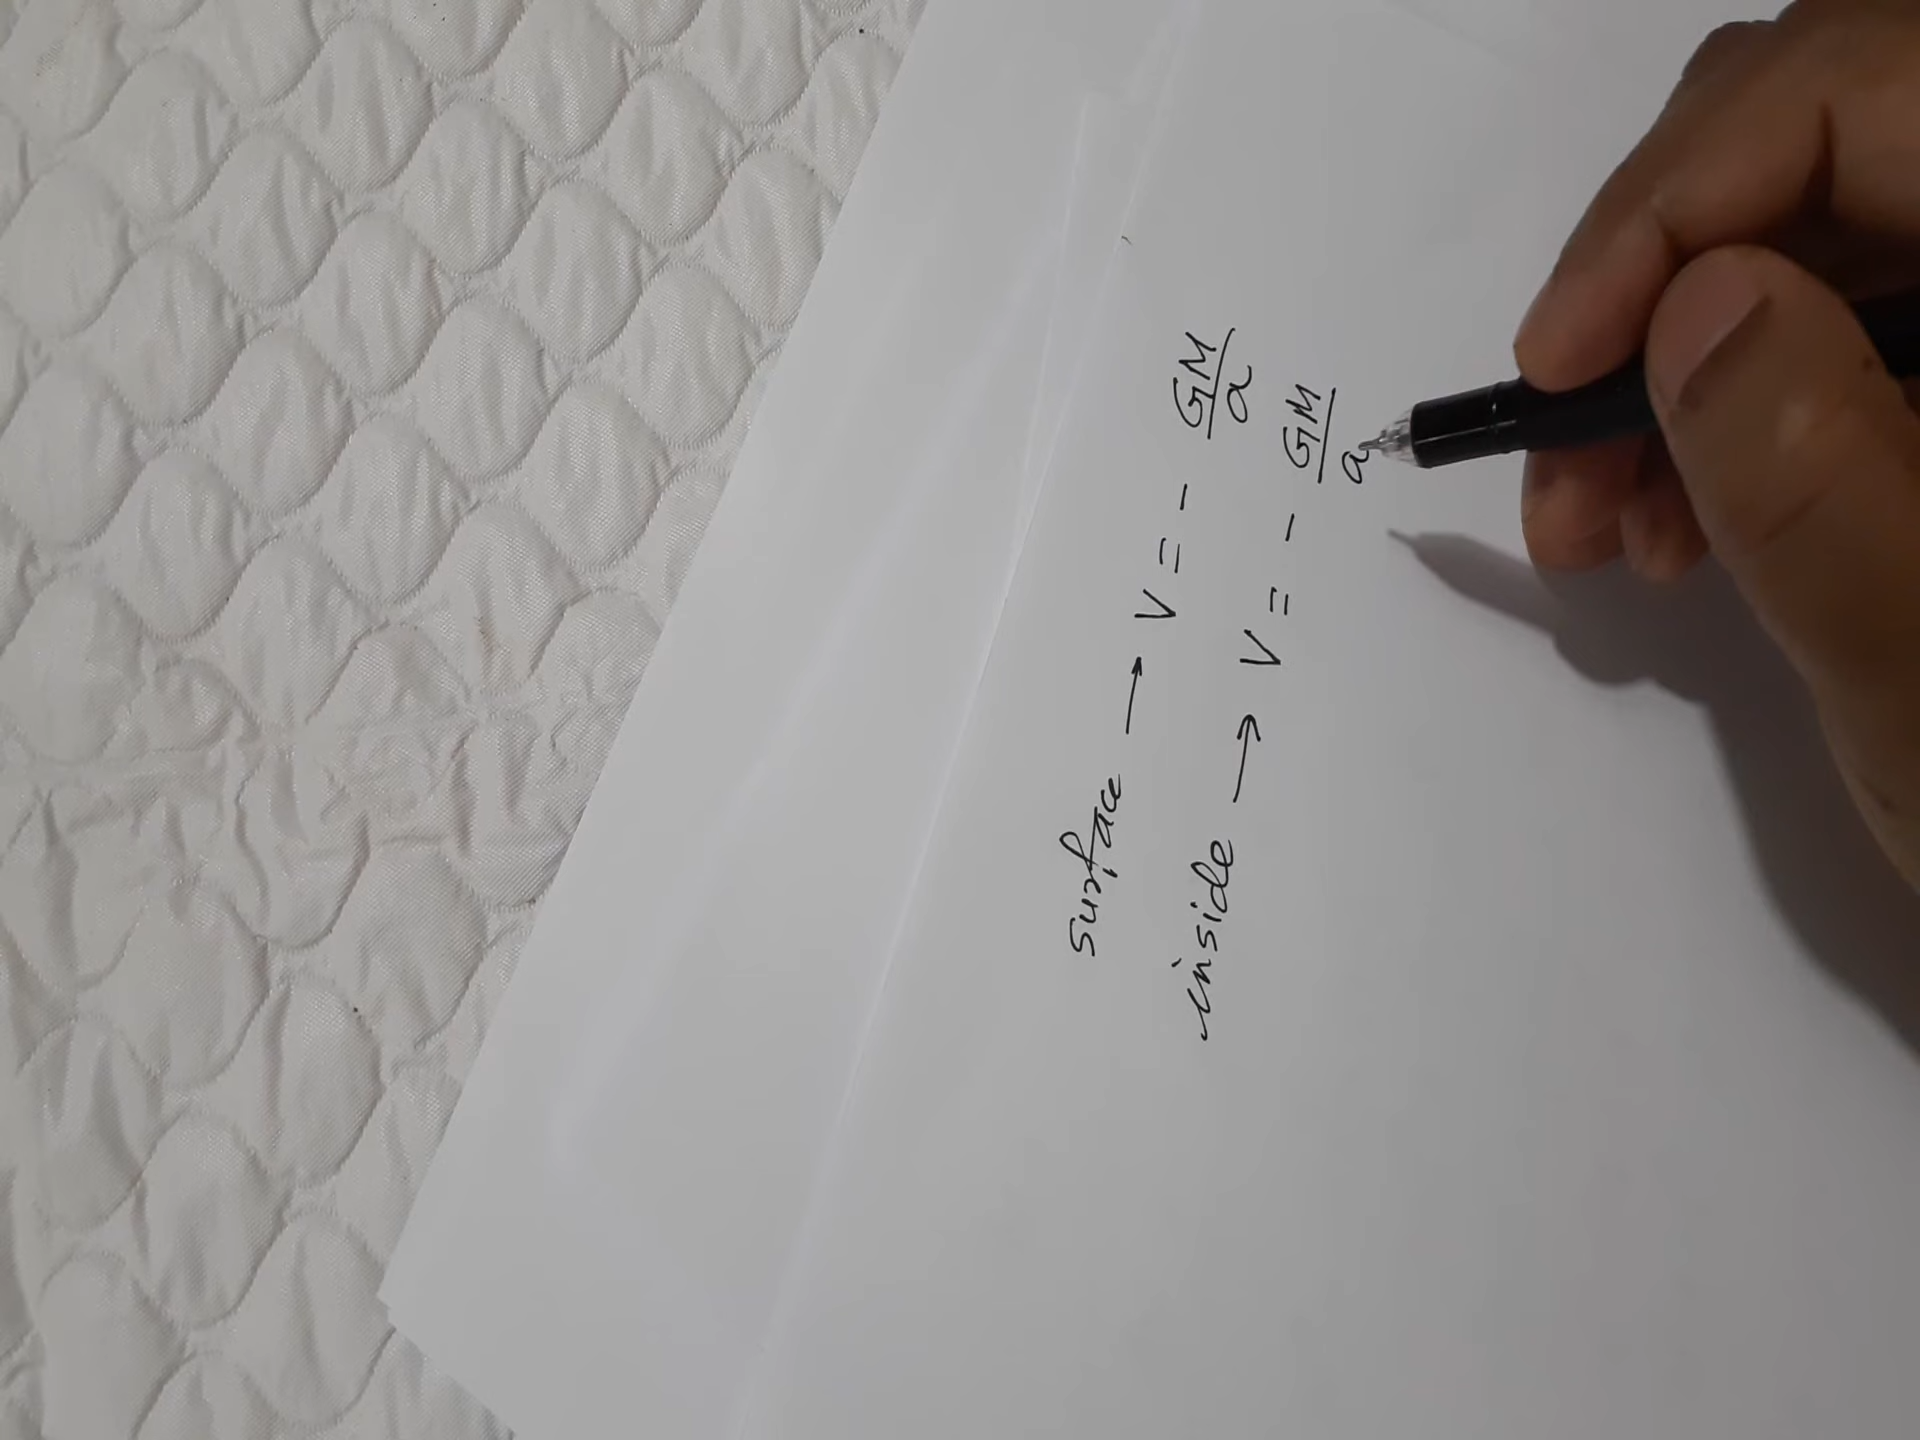 surface → V = - GM/a
inside → V = - GM/a